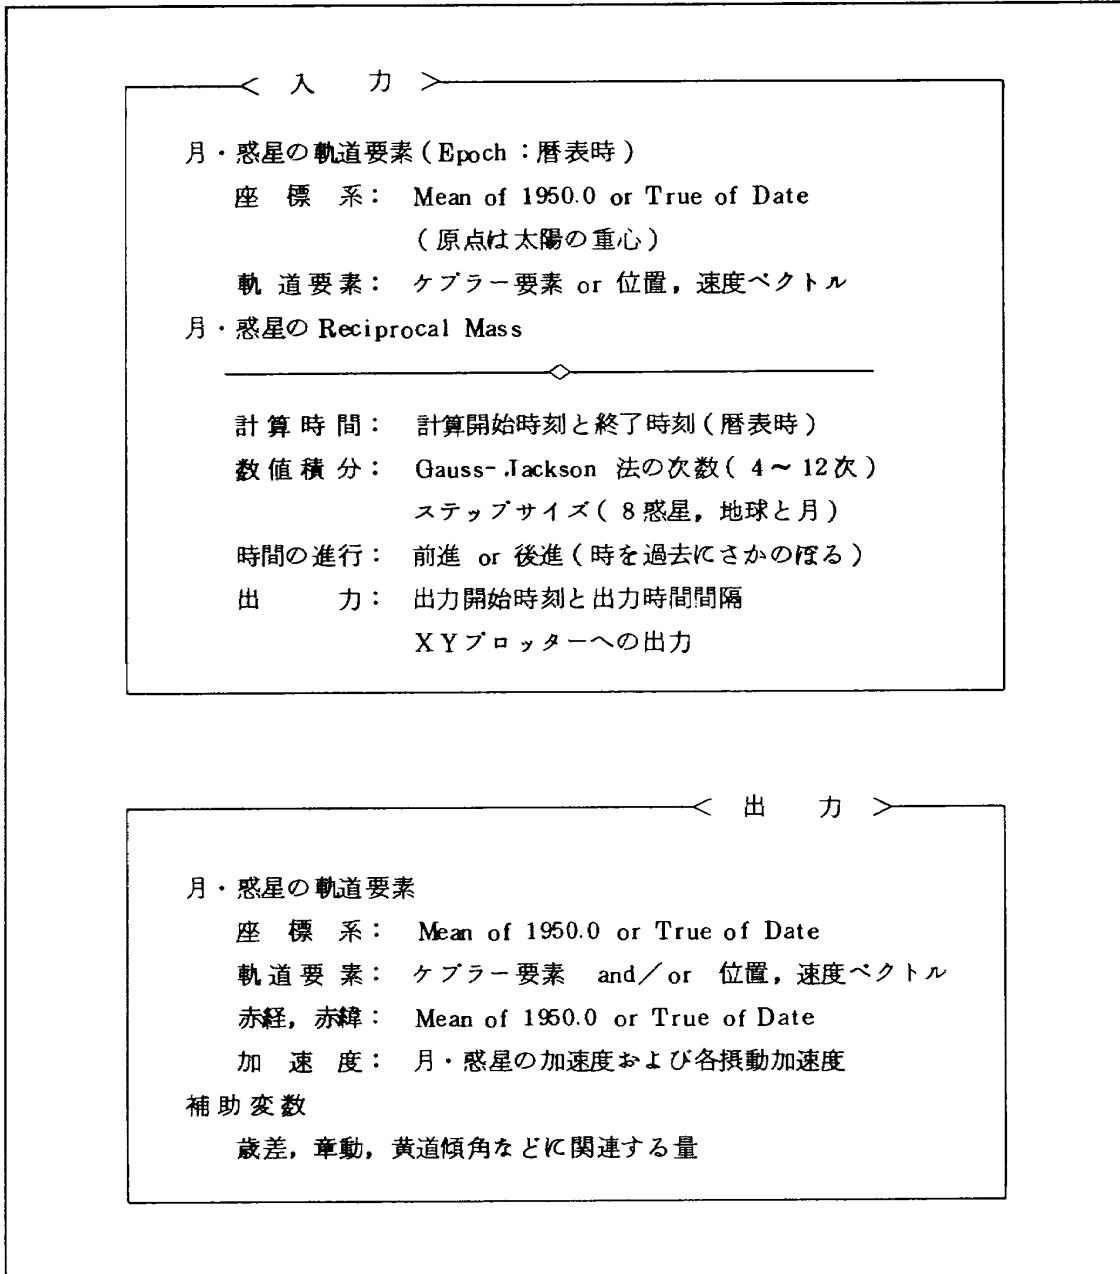 < 入 力 >
月・惑星の軌道要素(Epoch:暦表時)
座 標 系: Mean of 1950.0 or True of Date
(原点は太陽の重心)
軌道要素: ケプラー要素 or 位置,速度ベクトル
月・惑星の Reciprocal Mass
計算時間: 計算開始時刻と終了時刻(暦表時)
数値積分: Gauss-Jackson 法の次数(4~12次)
ステップサイズ(8惑星,地球と月)
時間の進行: 前進 or 後進(時を過去にさかのぼる)
出 力: 出力開始時刻と出力時間間隔
XYプロッターへの出力
< 出 力 >
月・惑星の軌道要素
座 標 系: Mean of 1950.0 or True of Date
軌道要素: ケプラー要素 and/or 位置,速度ベクトル
赤経,赤緯: Mean of 1950.0 or True of Date
加 速 度: 月・惑星の加速度および各摂動加速度
補助変数
歳差,章動,黄道傾角などに関連する量